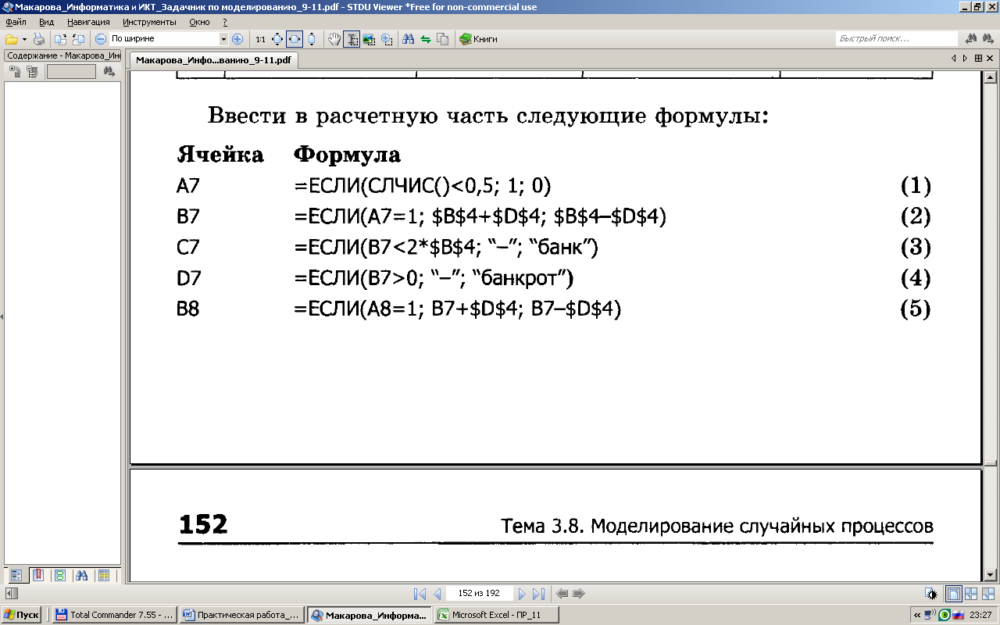 Макарова_Информатика и ИКТ_Задачник по моделированию_9-11.pdf - STDU Viewer *Free for non-commercial use
Файл Вид Навигация Инструменты Окно ?
По ширине 1:1 Книги Быстрый поиск...
Содержание - Макарова_Ин
Макарова_Инфо...ванию_9-11.pdf
Ввести в расчетную часть следующие формулы:
Ячейка Формула
A7 =ЕСЛИ(СЛЧИС()<0,5; 1; 0) (1)
B7 =ЕСЛИ(A7=1; $B$4+$D$4; $B$4–$D$4) (2)
C7 =ЕСЛИ(B7<2*$B$4; “–”; “банк”) (3)
D7 =ЕСЛИ(B7>0; “–”; “банкрот”) (4)
B8 =ЕСЛИ(A8=1; B7+$D$4; B7–$D$4) (5)
152 Тема 3.8. Моделирование случайных процессов
152 из 192
Пуск Total Commander 7.55 - ... Практическая работа_... Макарова_Информа... Microsoft Excel - ПР_11 23:27